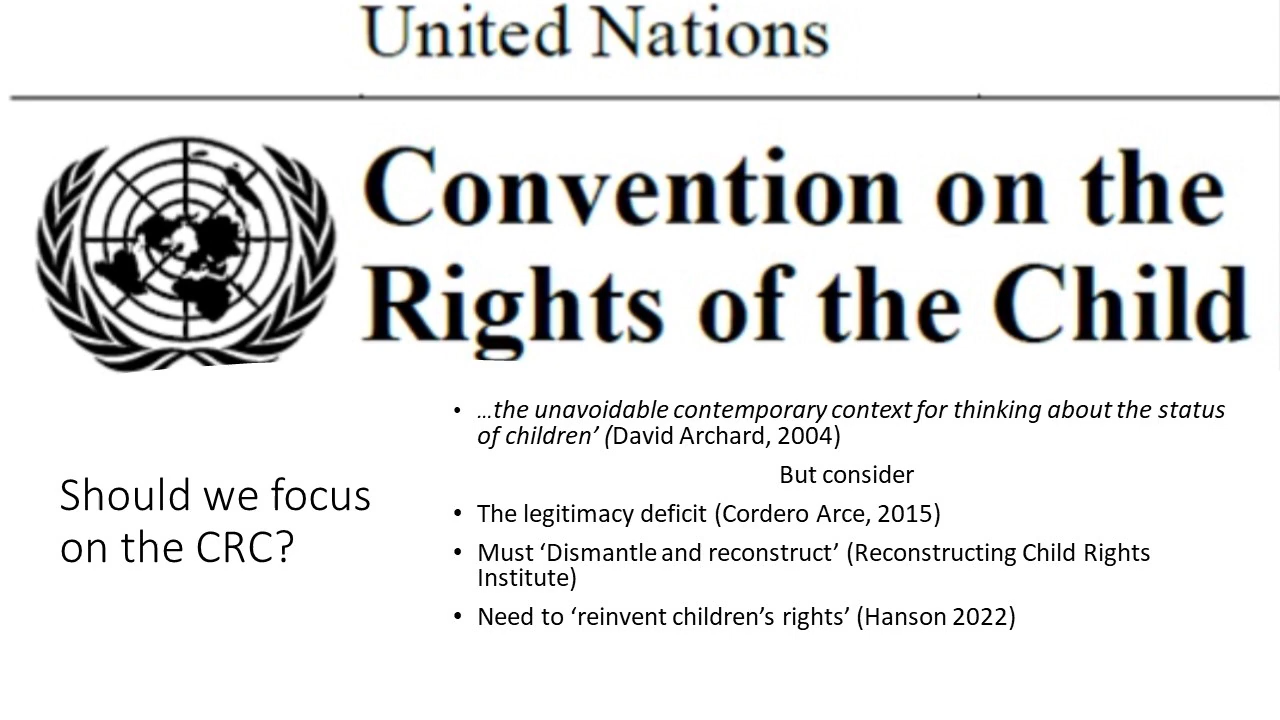 United Nations
Convention on the
Rights of the Child
Should we focus
on the CRC?
• …the unavoidable contemporary context for thinking about the status
of children’ (David Archard, 2004)
But consider
• The legitimacy deficit (Cordero Arce, 2015)
• Must ‘Dismantle and reconstruct’ (Reconstructing Child Rights
Institute)
• Need to ‘reinvent children’s rights’ (Hanson 2022)